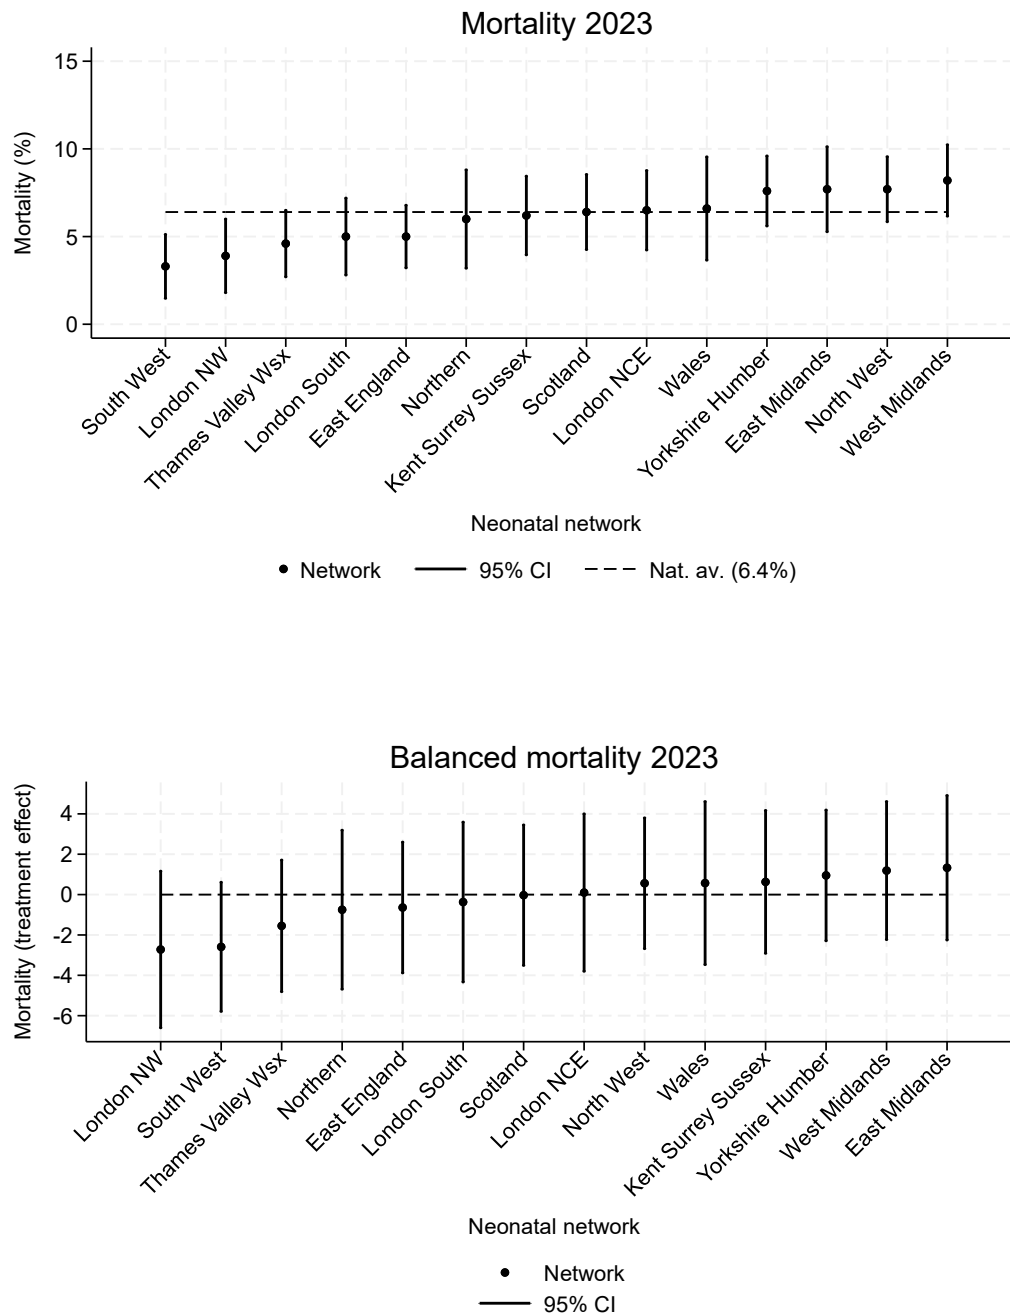 Mortality 2023
Mortality (%)
15
10
5
0
South West
London NW
Thames Valley Wsx
London South
East England
Northern
Kent Surrey Sussex
Scotland
London NCE
Wales
Yorkshire Humber
East Midlands
North West
West Midlands
Neonatal network
Network
95% CI
Nat. av. (6.4%)
Balanced mortality 2023
Mortality (treatment effect)
4
2
0
-2
-4
-6
London NW
South West
Thames Valley Wsx
Northern
East England
London South
Scotland
London NCE
North West
Wales
Kent Surrey Sussex
Yorkshire Humber
West Midlands
East Midlands
Neonatal network
Network
95% CI